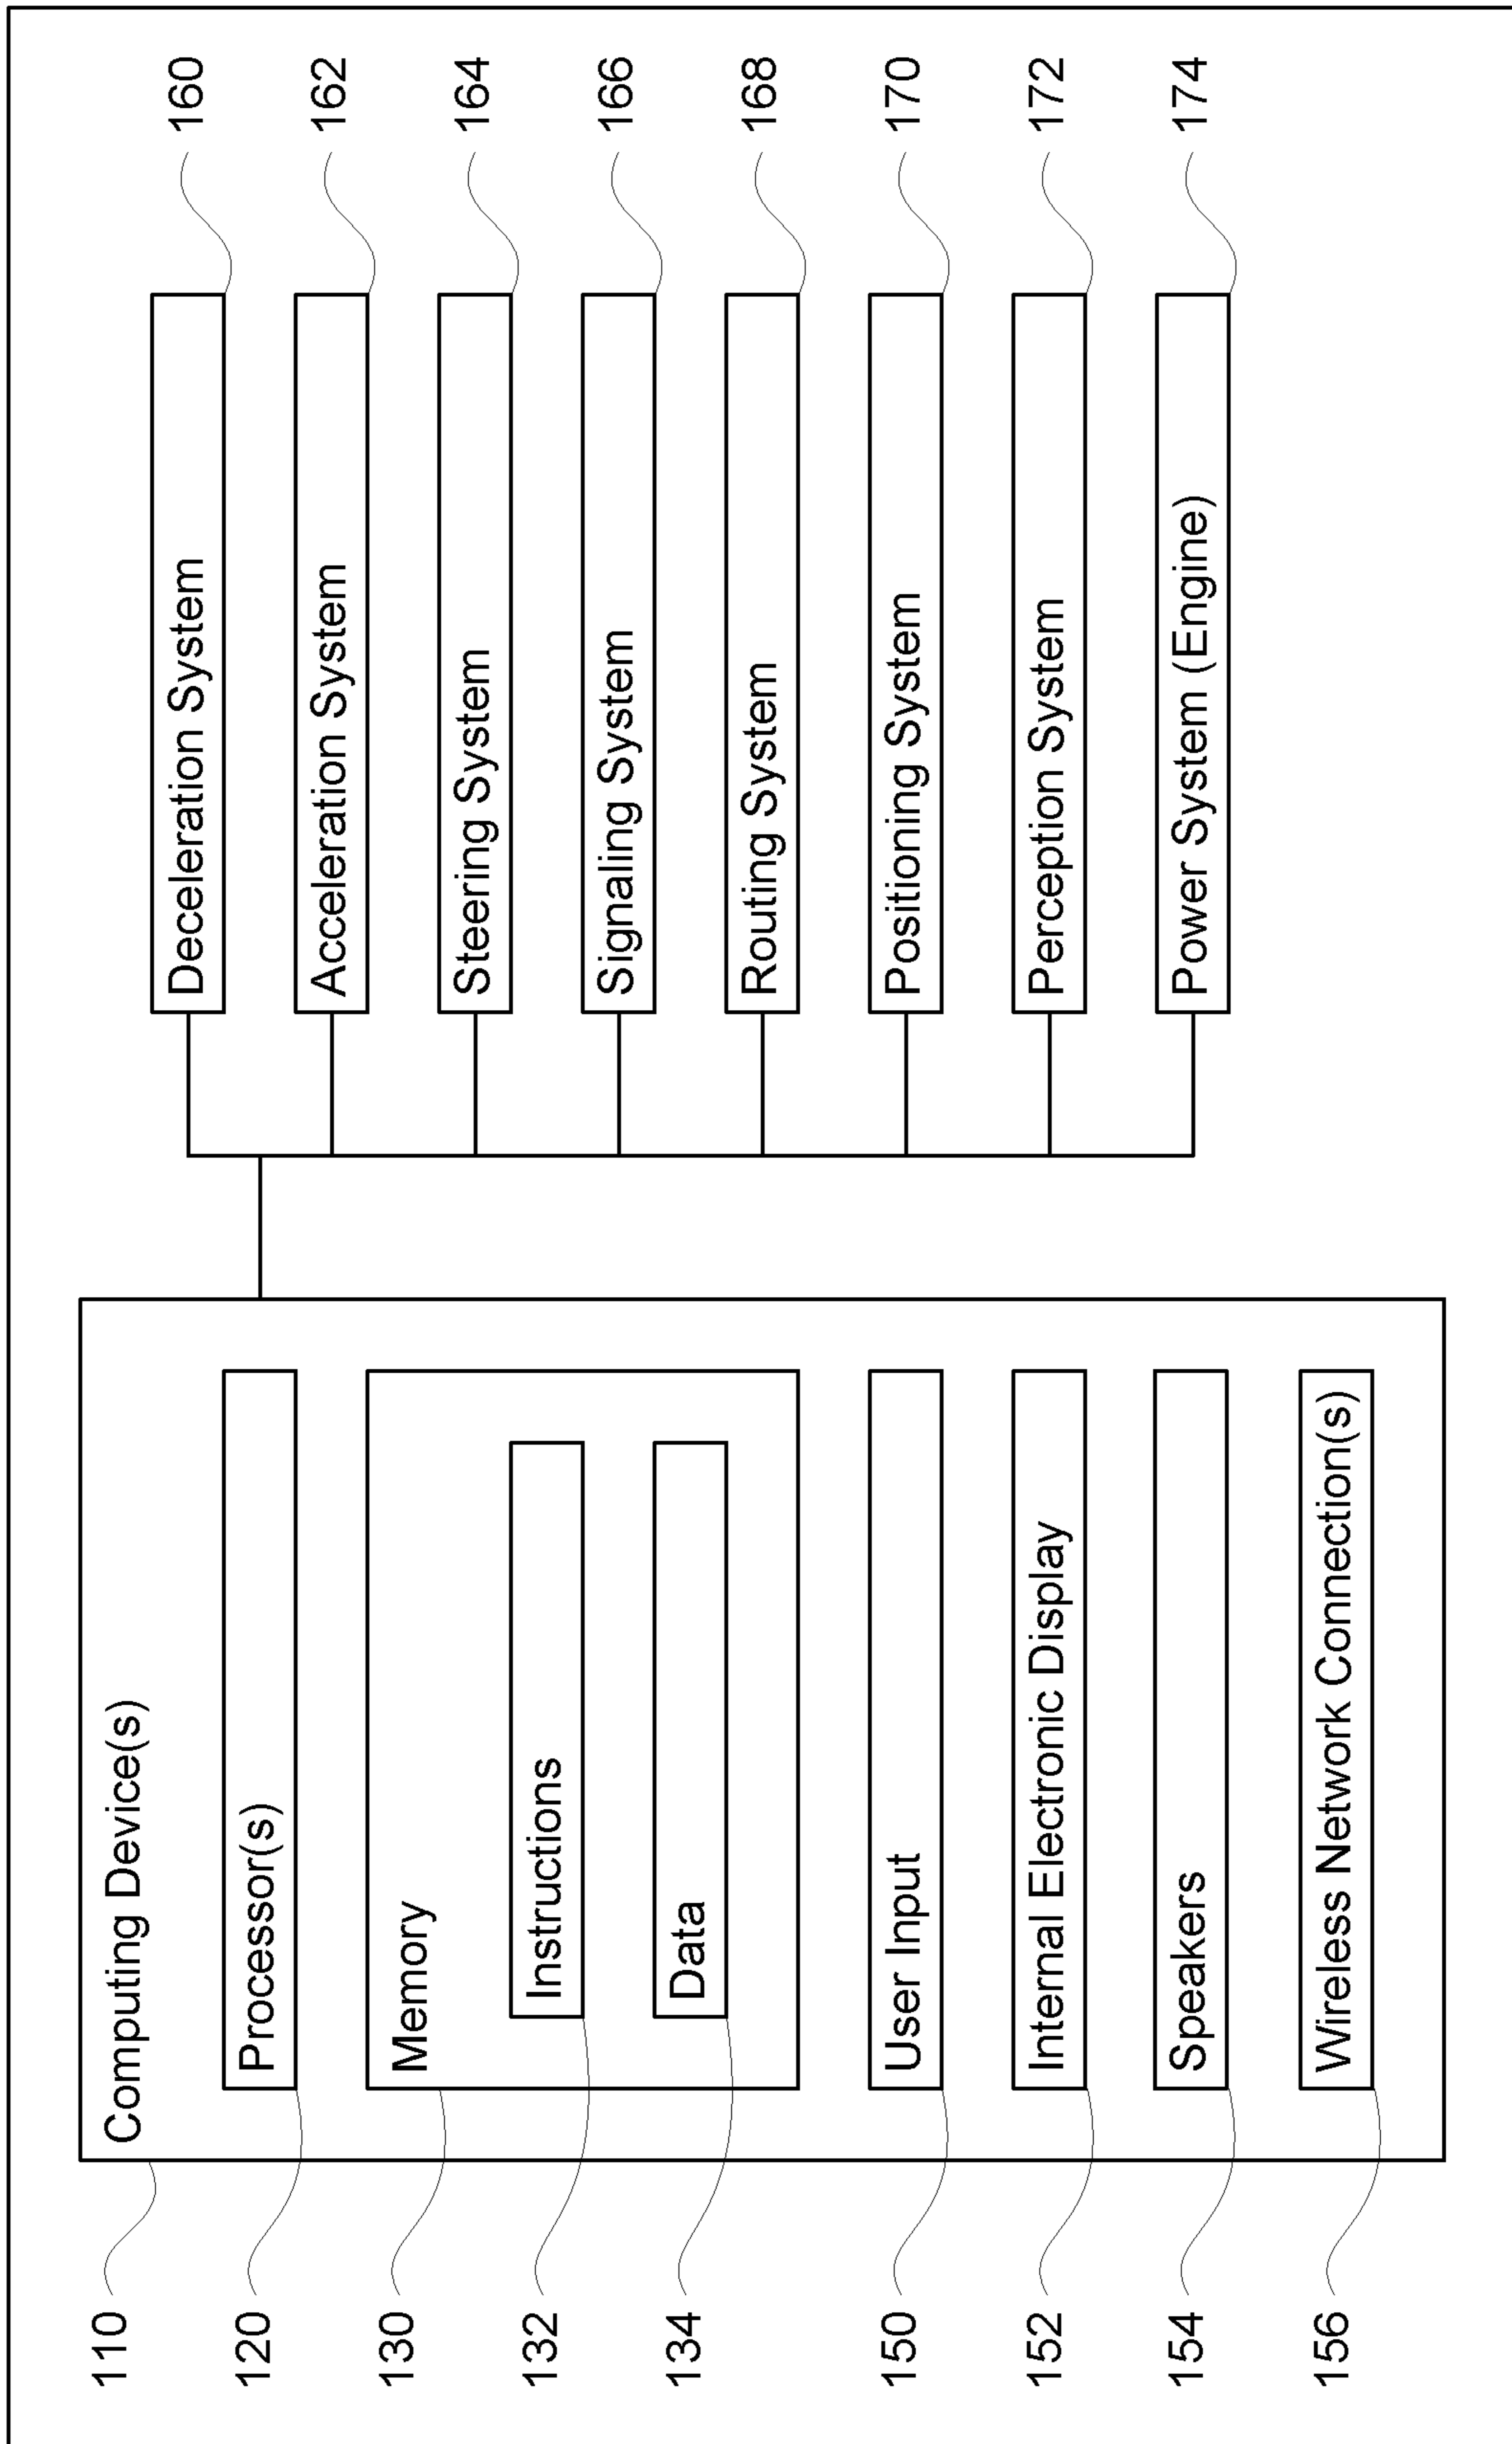 110
Computing Device(s)
120
Processor(s)
130
Memory
132
Instructions
134
Data
150
User Input
152
Internal Electronic Display
154
Speakers
156
Wireless Network Connection(s)
Deceleration System
160
Acceleration System
162
Steering System
164
Signaling System
166
Routing System
168
Positioning System
170
Perception System
172
Power System (Engine)
174